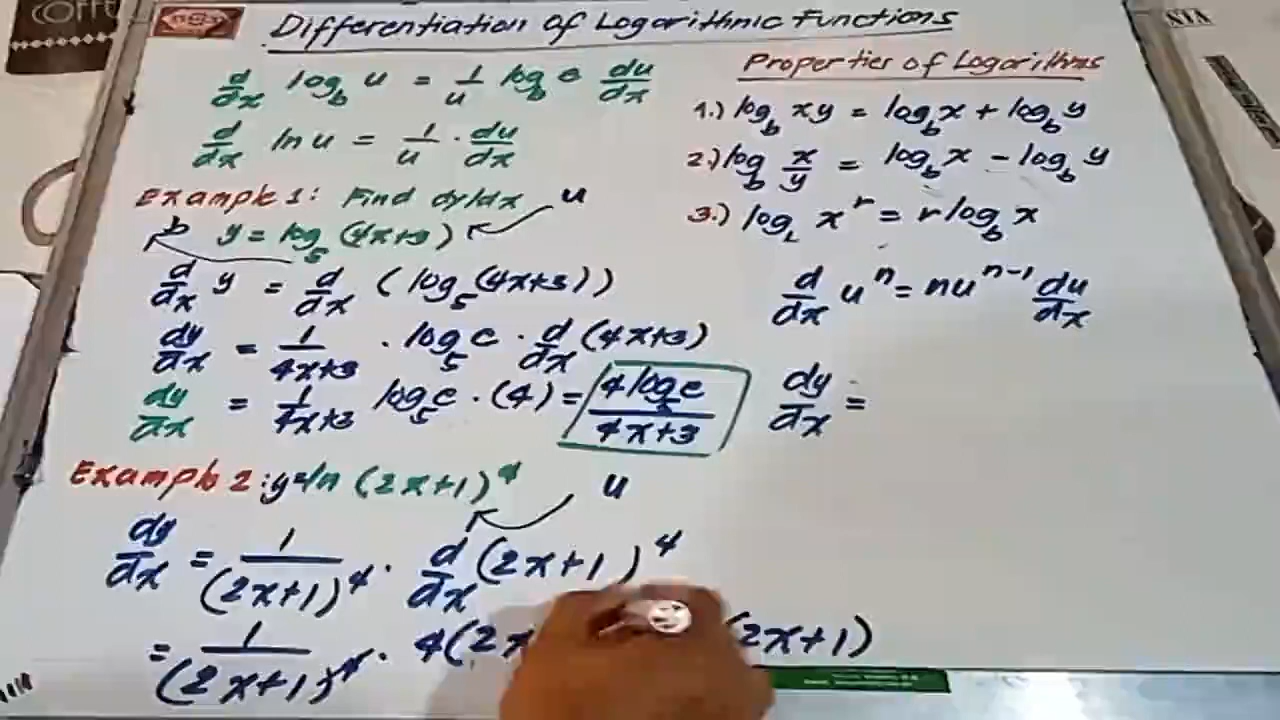 Differentiation Of Logarithmic Functions
d/dx log_b u = 1/u log_b e du/dx
d/dx ln u = 1/u · du/dx
Example 1: Find dy/dx u
b y = log_5 (4x+3)
d/dx y = d/dx (log_5 (4x+3))
dy/dx = 1/4x+3 · log_5 e · d/dx (4x+3)
dy/dx = 1/4x+3 log_5 e · (4) = 4 log_5 e/4x+3
Example 2: y=ln (2x+1)^4 u
dy/dx = 1/(2x+1)^4 · d/dx (2x+1)^4
= 1/(2x+1)^4 · 4(2x (2x+1)
Properties of Logarithms
1.) log_b xy = log_b x + log_b y
2.) log_b x/y = log_b x - log_b y
3.) log_b x^r = r log_b x
d/dx u^n = nu^n-1 du/dx
dy/dx =